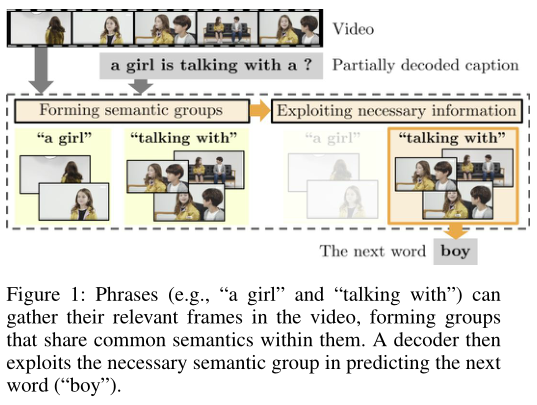 Video
a girl is talking with a ?
Partially decoded caption
Forming semantic groups
Exploiting necessary information
“a girl”
“talking with”
“a girl”
“talking with”
The next word
boy
Figure 1: Phrases (e.g., “a girl” and “talking with”) can
gather their relevant frames in the video, forming groups
that share common semantics within them. A decoder then
exploits the necessary semantic group in predicting the next
word (“boy”).